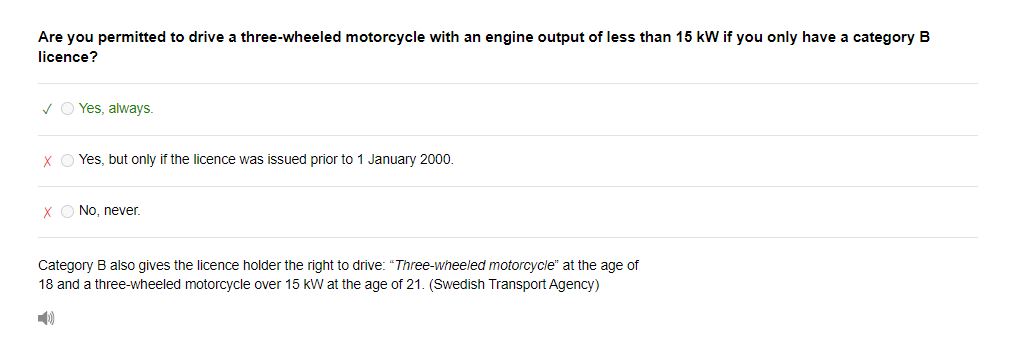 Are you permitted to drive a three-wheeled motorcycle with an engine output of less than 15 kW if you only have a category B
licence?
✓ Yes, always.
X Yes, but only if the licence was issued prior to 1 January 2000.
X No, never.
Category B also gives the licence holder the right to drive: “Three-wheeled motorcycle” at the age of
18 and a three-wheeled motorcycle over 15 kW at the age of 21. (Swedish Transport Agency)